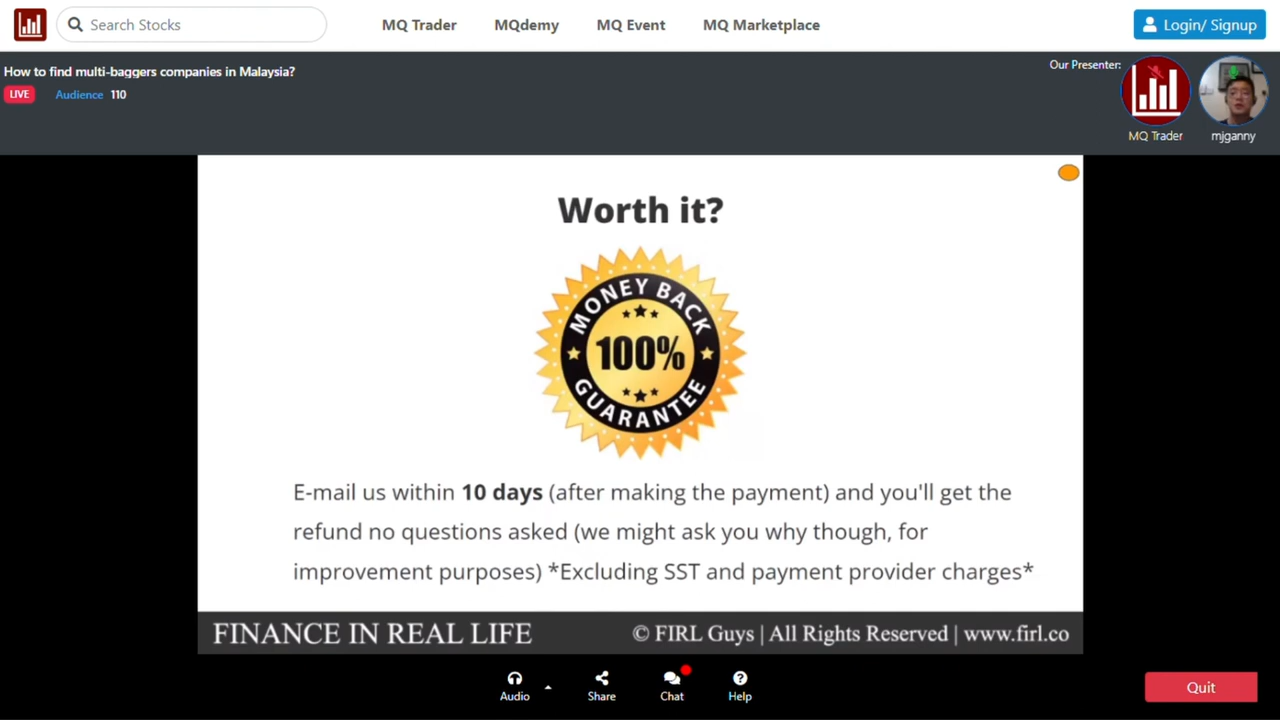 Search Stocks
MQ Trader
MQdemy
MQ Event
MQ Marketplace
Login/ Signup
How to find multi-baggers companies in Malaysia?
LIVE
Audience 110
Our Presenter:
MQ Trader
mjganny
Worth it?
MONEY BACK
100%
GUARANTEE
E-mail us within 10 days (after making the payment) and you'll get the
refund no questions asked (we might ask you why though, for
improvement purposes) *Excluding SST and payment provider charges*
FINANCE IN REAL LIFE
© FIRL Guys | All Rights Reserved | www.firl.co
Audio
Share
Chat
Help
Quit